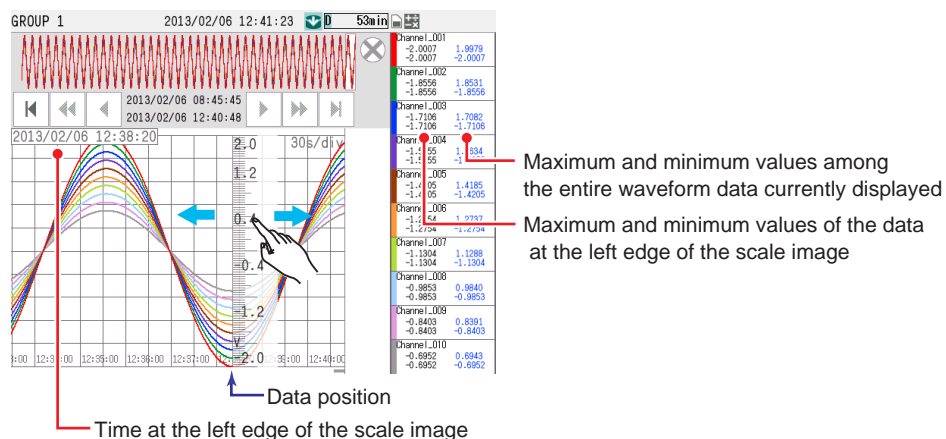 GROUP 1 2013/02/06 12:41:23 D 53min
2013/02/06 08:45:45
2013/02/06 12:40:48
2013/02/06 12:38:20
30s/div
2.0
1.2
-0.4
-1.2
V
-2.0
12:35:00 12:36:00 12:37:00 12:40:00
Channel_001
-2.0007 1.9979
-2.0007 -2.0007
Channel_002
-1.8556 1.8531
-1.8556 -1.8556
Channel_003
-1.7106 1.7082
-1.7106 -1.7106
Channel_005
1.4185
-1.4205
Channel_006
1.2737
-1.2754 -1.2754
Channel_007
-1.1304 1.1288
-1.1304 -1.1304
Channel_008
-0.9853 0.9840
-0.9853 -0.9853
Channel_009
-0.8403 0.8391
-0.8403 -0.8403
Channel_010
-0.6952 0.6943
-0.6952 -0.6952
Maximum and minimum values among
the entire waveform data currently displayed
Maximum and minimum values of the data
at the left edge of the scale image
Data position
Time at the left edge of the scale image